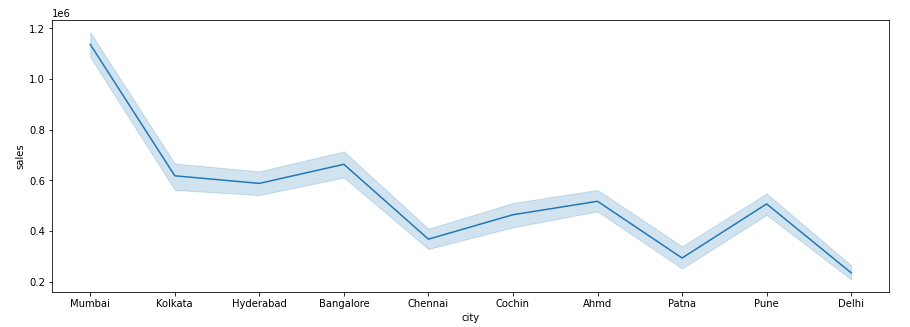 1e6
1.2
1.0
0.8
0.6
0.4
0.2
sales
Mumbai Kolkata Hyderabad Bangalore Chennai Cochin Ahmd Patna Pune Delhi
city